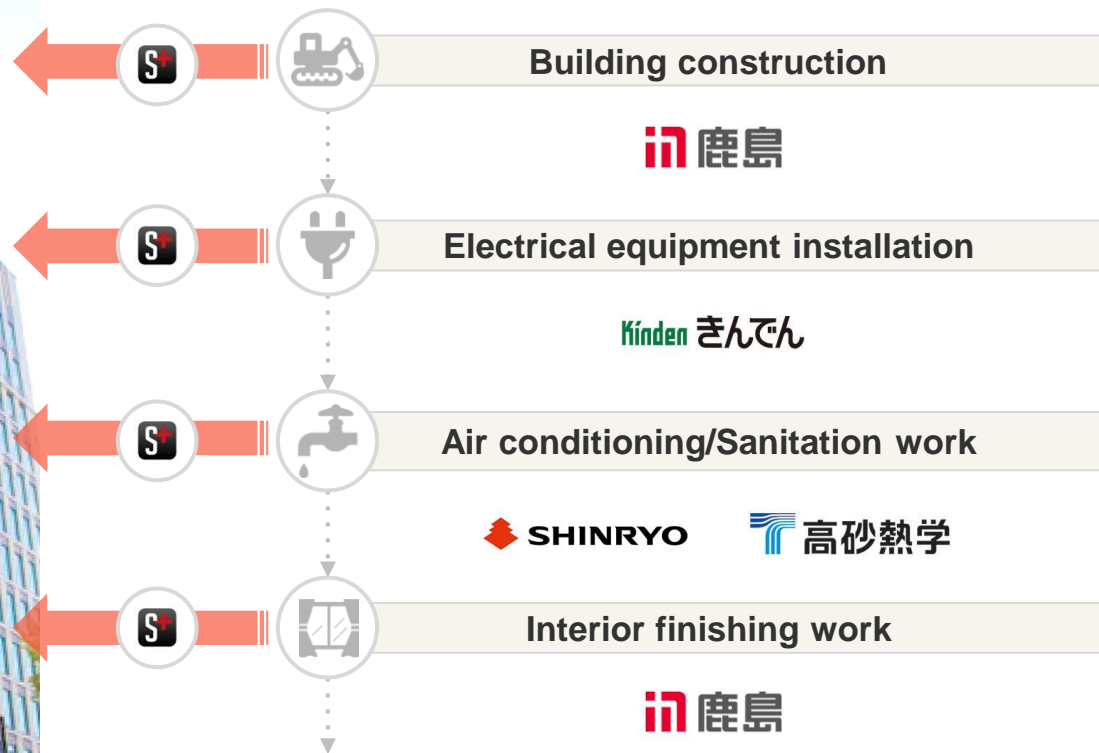 S+
Building construction
鹿島
S+
Electrical equipment installation
Kinden きんでん
S+
Air conditioning/Sanitation work
SHINRYO 高砂熱学
S+
Interior finishing work
鹿島